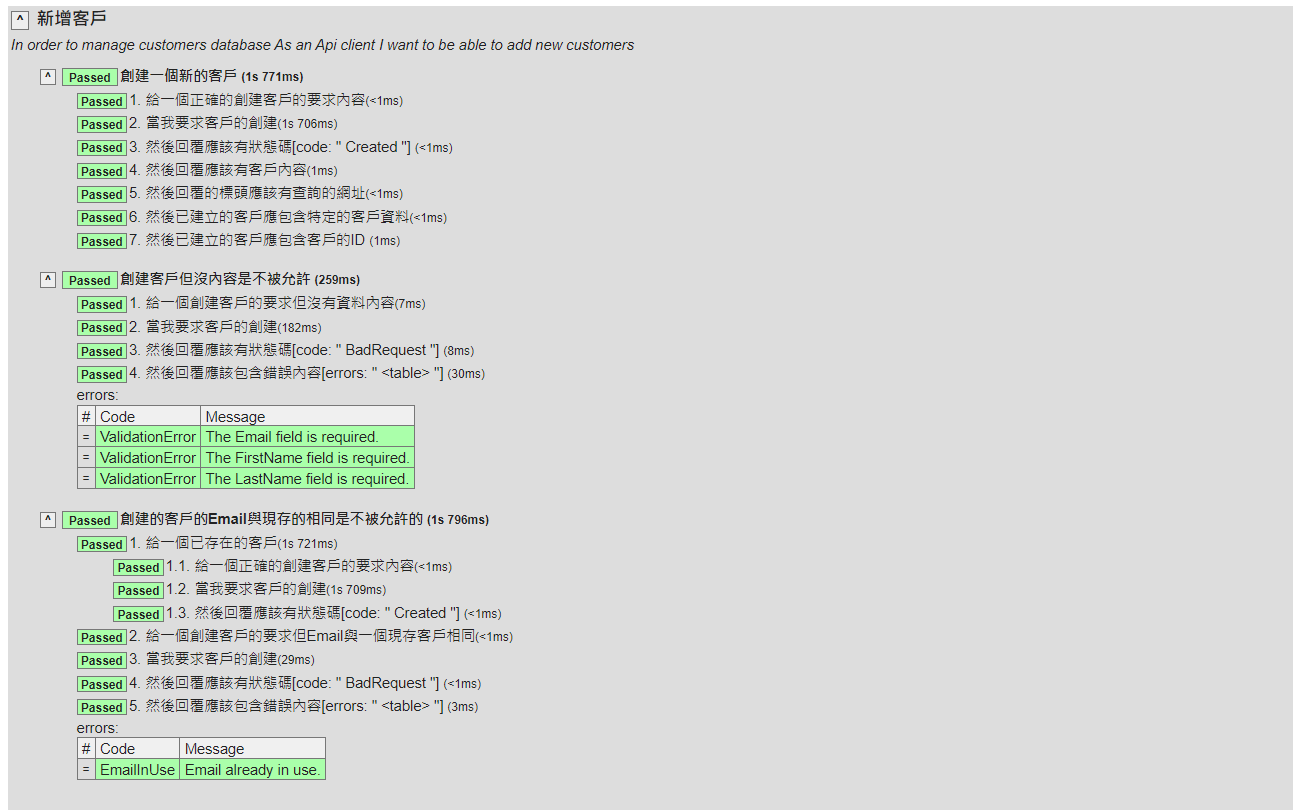 ^ 新增客戶
In order to manage customers database As an Api client I want to be able to add new customers
^ Passed 創建一個新的客戶 (1s 771ms)
Passed 1. 給一個正確的創建客戶的要求內容(<1ms)
Passed 2. 當我要求客戶的創建(1s 706ms)
Passed 3. 然後回覆應該有狀態碼[code: " Created "] (<1ms)
Passed 4. 然後回覆應該有客戶內容(1ms)
Passed 5. 然後回覆的標頭應該有查詢的網址(<1ms)
Passed 6. 然後已建立的客戶應包含特定的客戶資料(<1ms)
Passed 7. 然後已建立的客戶應包含客戶的ID (1ms)
^ Passed 創建客戶但沒內容是不被允許 (259ms)
Passed 1. 給一個創建客戶的要求但沒有資料內容(7ms)
Passed 2. 當我要求客戶的創建(182ms)
Passed 3. 然後回覆應該有狀態碼[code: " BadRequest "] (8ms)
Passed 4. 然後回覆應該包含錯誤內容[errors: " <table> "] (30ms)
errors:
# Code Message
= ValidationError The Email field is required.
= ValidationError The FirstName field is required.
= ValidationError The LastName field is required.
^ Passed 創建的客戶的Email與現存的相同是不被允許的 (1s 796ms)
Passed 1. 給一個已存在的客戶(1s 721ms)
Passed 1.1. 給一個正確的創建客戶的要求內容(<1ms)
Passed 1.2. 當我要求客戶的創建(1s 709ms)
Passed 1.3. 然後回覆應該有狀態碼[code: " Created "] (<1ms)
Passed 2. 給一個創建客戶的要求但Email與一個現存客戶相同(<1ms)
Passed 3. 當我要求客戶的創建(29ms)
Passed 4. 然後回覆應該有狀態碼[code: " BadRequest "] (<1ms)
Passed 5. 然後回覆應該包含錯誤內容[errors: " <table> "] (3ms)
errors:
# Code Message
= EmailInUse Email already in use.